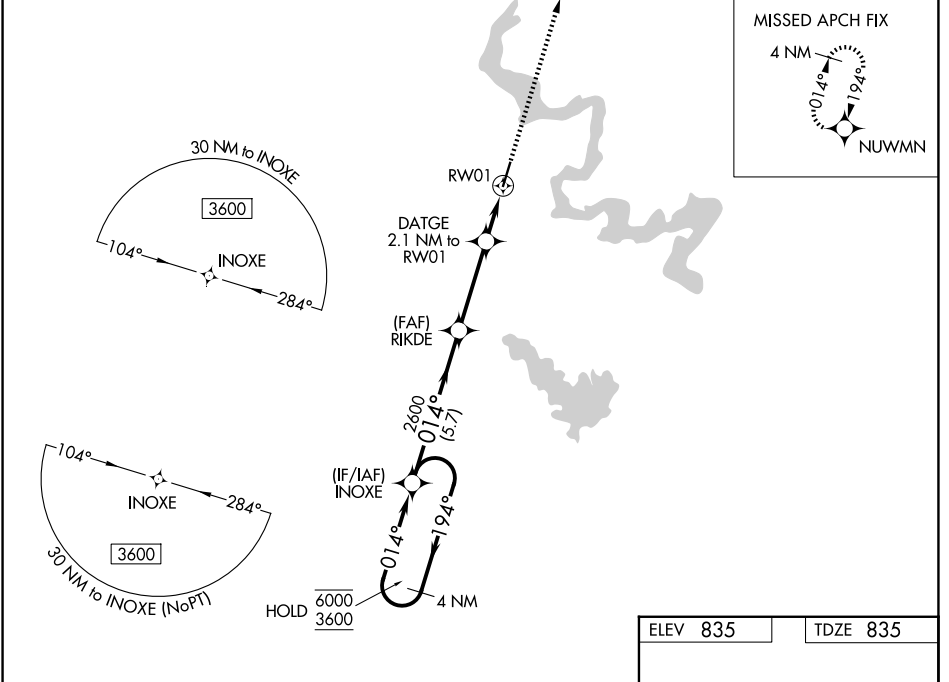 MISSED APCH FIX
4 NM
014°
194°
NUWMN
30 NM to INOXE
3600
104°
INOXE
284°
RW01
DATGE
2.1 NM to
RW01
(FAF)
RIKDE
2600
014°
(5.7)
(IF/IAF)
INOXE
014°
194°
4 NM
HOLD
6000
3600
104°
INOXE
284°
3600
30 NM to INOXE (NoPT)
ELEV 835
TDZE 835